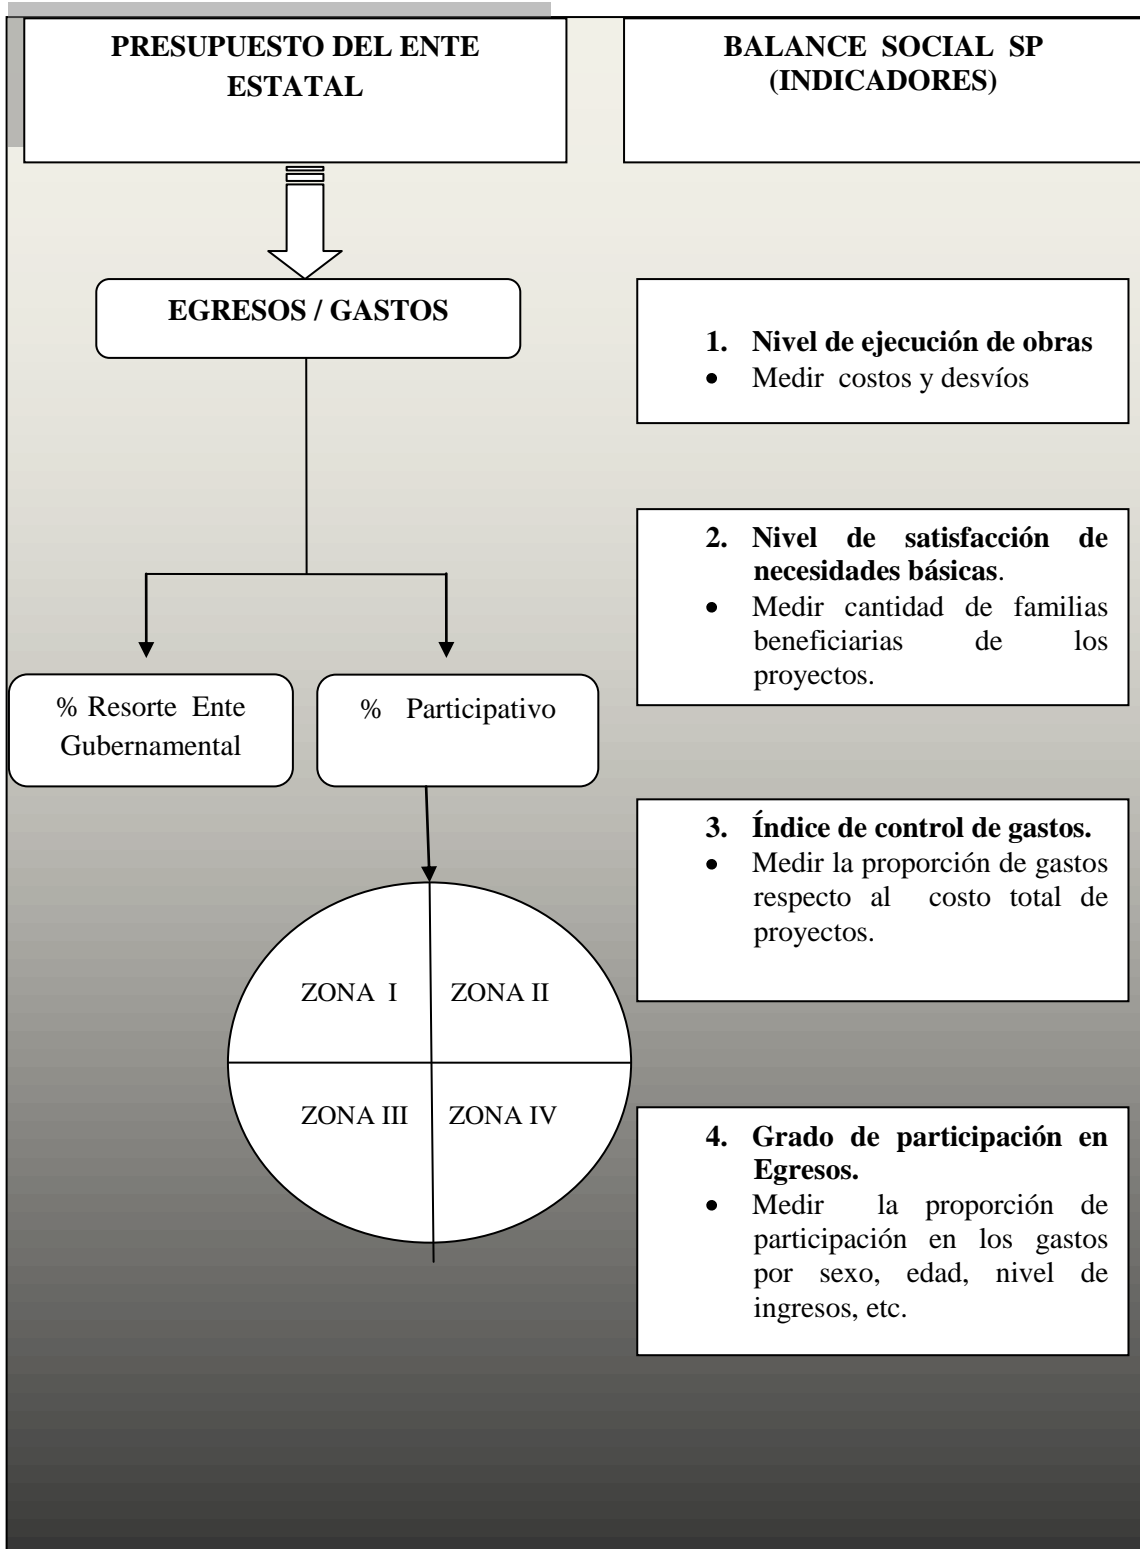 PRESUPUESTO DEL ENTE
ESTATAL
BALANCE SOCIAL SP
(INDICADORES)
EGRESOS / GASTOS
1. Nivel de ejecución de obras
• Medir costos y desvíos
2. Nivel de satisfacción de
necesidades básicas.
• Medir cantidad de familias
beneficiarias de los
proyectos.
% Resorte Ente
Gubernamental
% Participativo
3. Índice de control de gastos.
• Medir la proporción de gastos
respecto al costo total de
proyectos.
ZONA I
ZONA II
ZONA III
ZONA IV
4. Grado de participación en
Egresos.
• Medir la proporción de
participación en los gastos
por sexo, edad, nivel de
ingresos, etc.